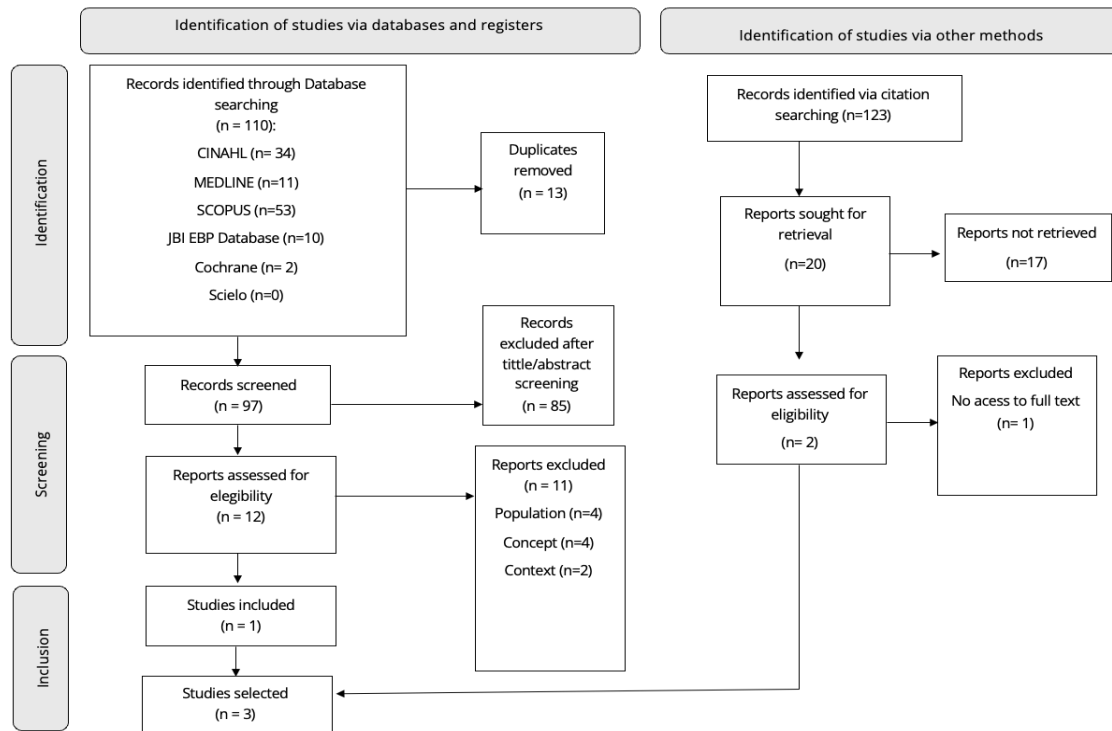 Identification of studies via databases and registers
Identification of studies via other methods
Identification
Records identified through Database
searching
(n = 110):
CINAHL (n= 34)
MEDLINE (n=11)
SCOPUS (n=53)
JBI EBP Database (n=10)
Cochrane (n= 2)
Scielo (n=0)
Duplicates
removed
(n = 13)
Records identified via citation
searching (n=123)
Reports sought for
retrieval
(n=20)
Reports not retrieved
(n=17)
Screening
Records screened
(n = 97)
Records
excluded after
tittle/abstract
screening
(n = 85)
Reports assessed for
elegibility
(n = 12)
Reports excluded
(n = 11)
Population (n=4)
Concept (n=4)
Context (n=2)
Reports assessed for
eligibility
(n= 2)
Reports excluded
No acess to full text
(n= 1)
Inclusion
Studies included
(n = 1)
Studies selected
(n = 3)